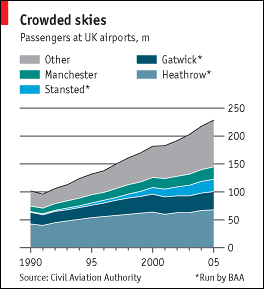 Crowded skies
Passengers at UK airports, m
Other
Manchester
Stansted*
Gatwick*
Heathrow*
250
200
150
100
50
0
1990 95 2000 05
Source: Civil Aviation Authority *Run by BAA